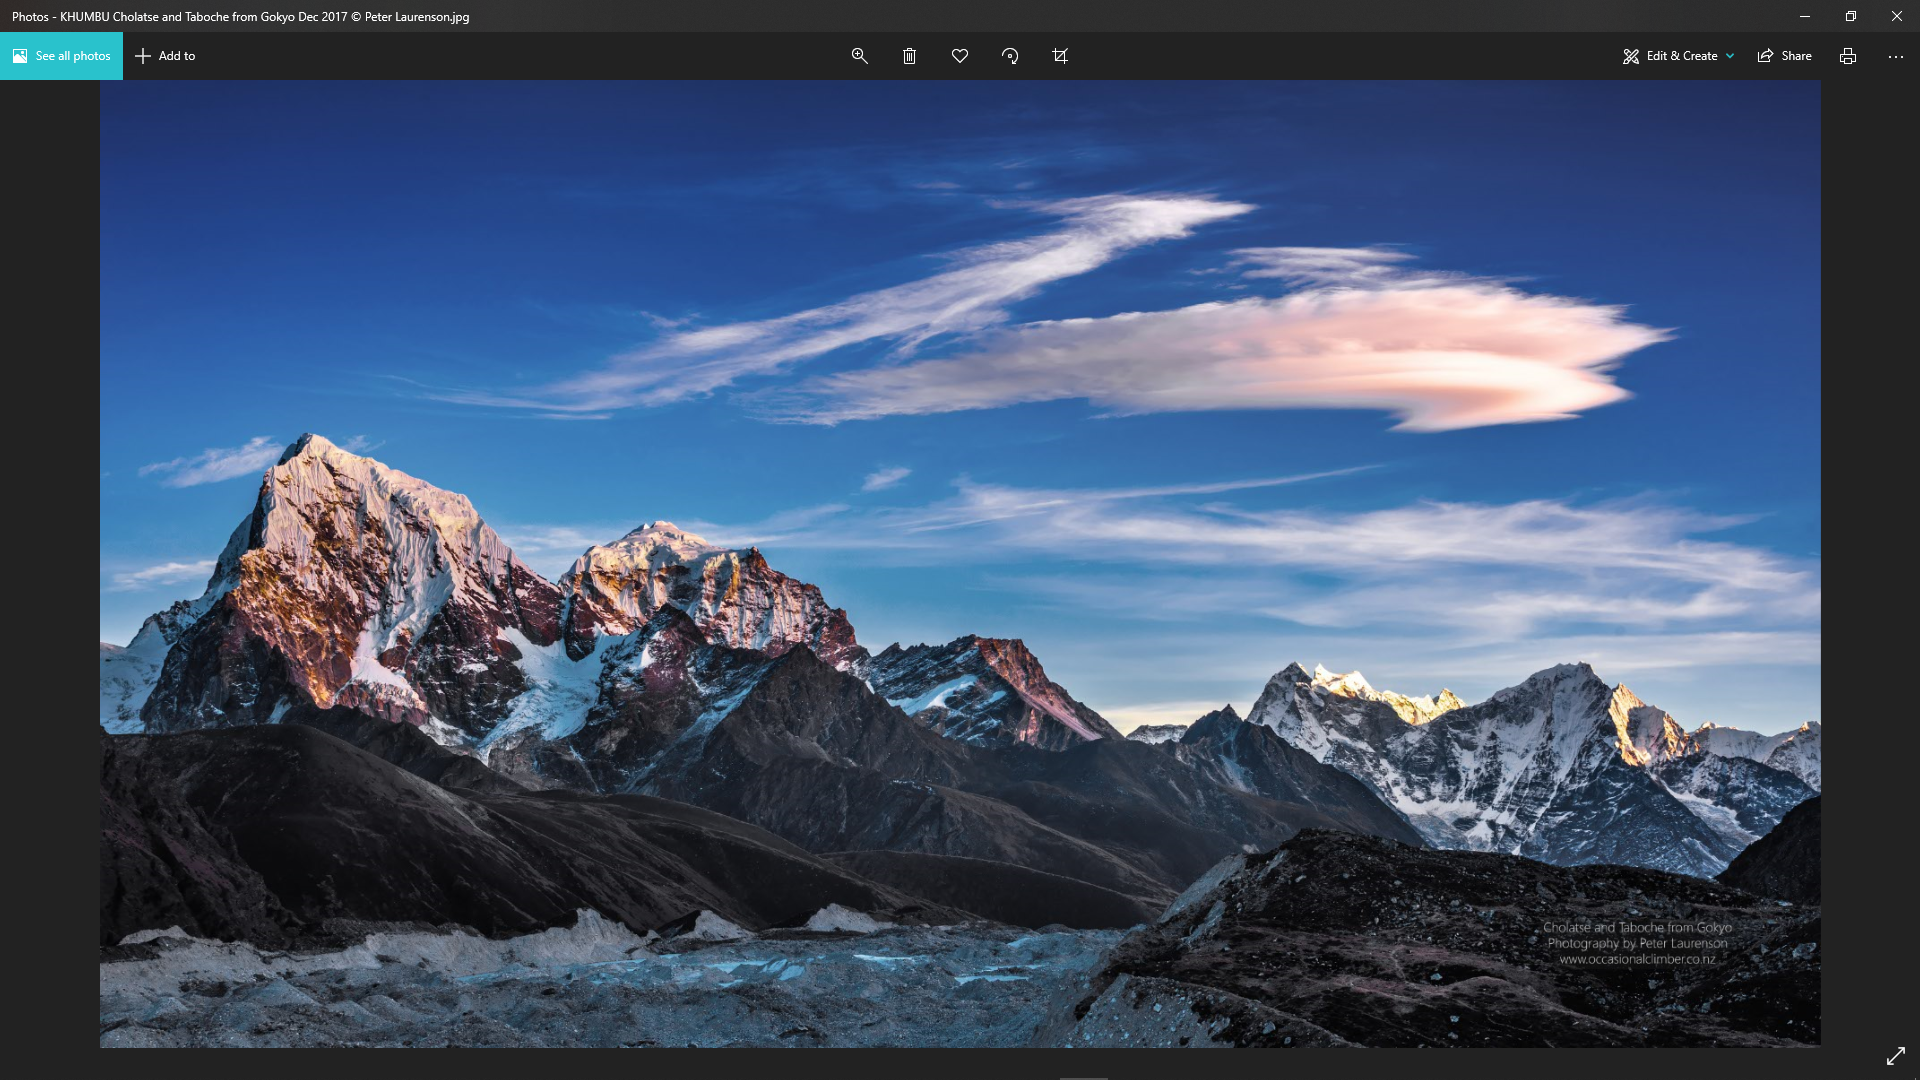 Photos - KHUMBU Cholatse and Taboche from Gokyo Dec 2017 © Peter Laurenson.jpg
See all photos
Add to
Edit & Create
Share
Cholatse and Taboche from Gokyo
Photography by Peter Laurenson
www.occasionalclimber.co.nz